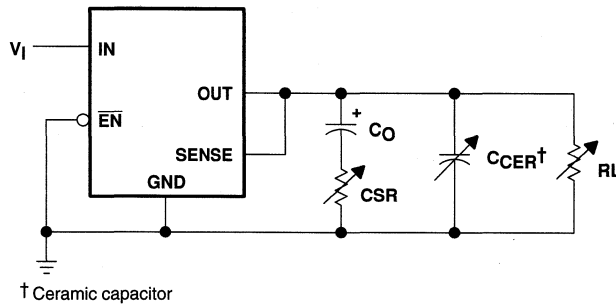 V_I
IN
OUT
EN
SENSE
GND
+
C_O
CSR
C_CER†
RL
† Ceramic capacitor